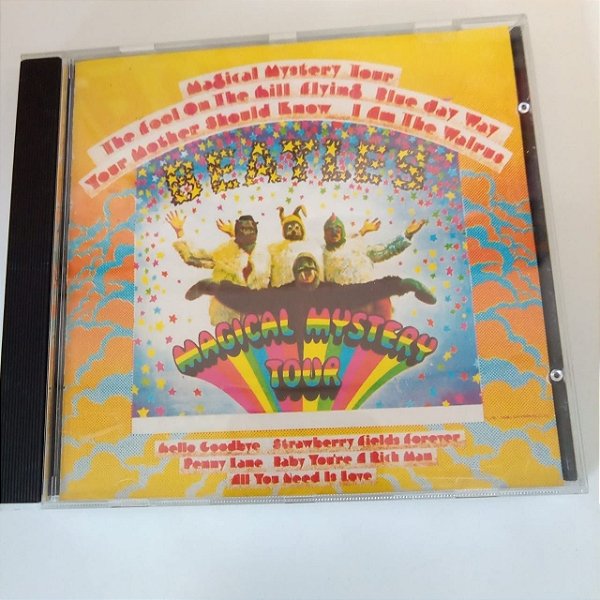 Magical Mystery Tour
The Fool On The Hill Flying Blue Jay Way
Your Mother Should Know I Am The Walrus
BEATLES
MAGICAL MYSTERY
TOUR
Hello Goodbye Strawberry Fields Forever
Penny Lane Baby You're A Rich Man
All You Need Is Love